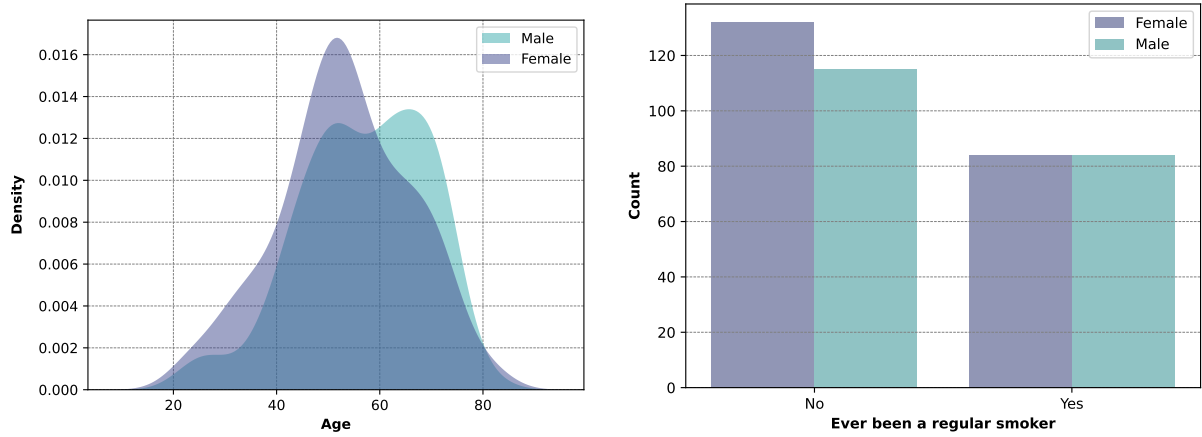 Male
Female
0.016
0.014
0.012
0.010
0.008
0.006
0.004
0.002
0.000
Density
20 40 60 80
Age
Female
Male
120
100
80
60
40
20
0
Count
No Yes
Ever been a regular smoker